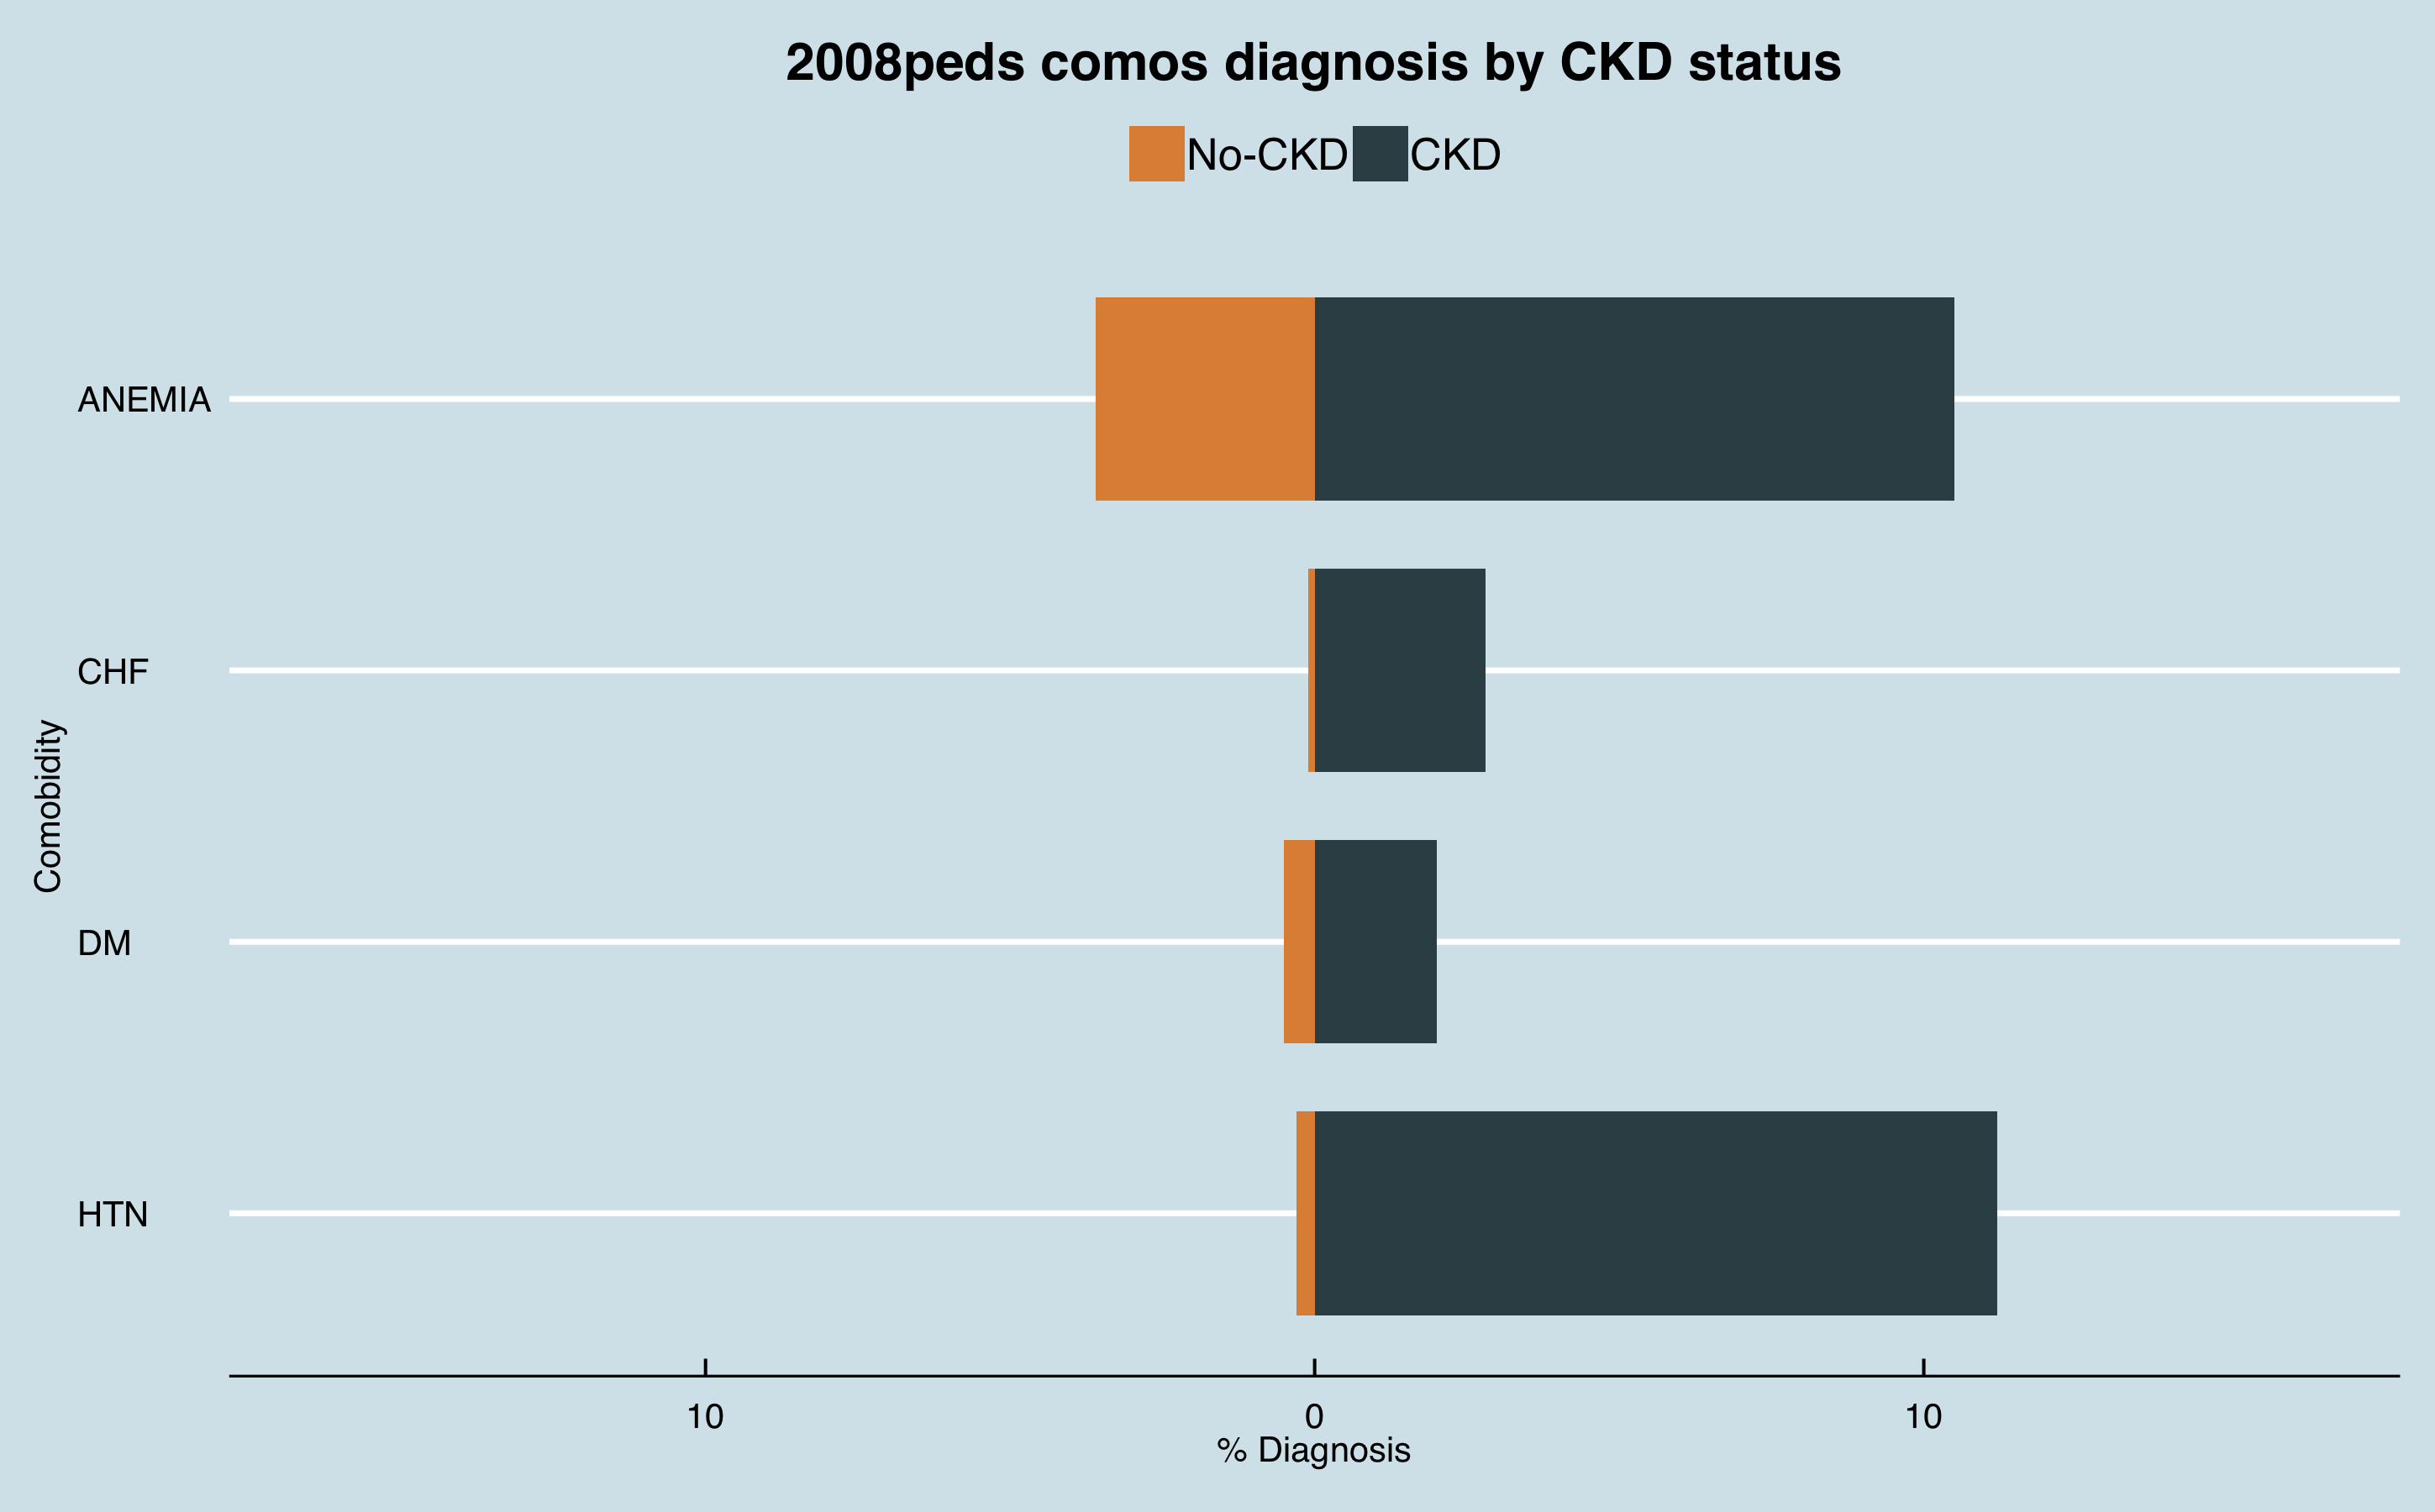 2008peds comos diagnosis by CKD status
No-CKD CKD
ANEMIA
CHF
DM
HTN
Comobidity
10 0 10
% Diagnosis